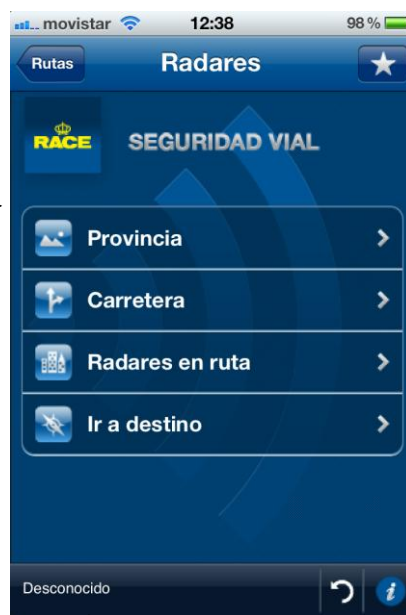 movistar 12:38 98 %
Rutas Radares
RACE SEGURIDAD VIAL
Provincia
Carretera
Radares en ruta
Ir a destino
Desconocido i